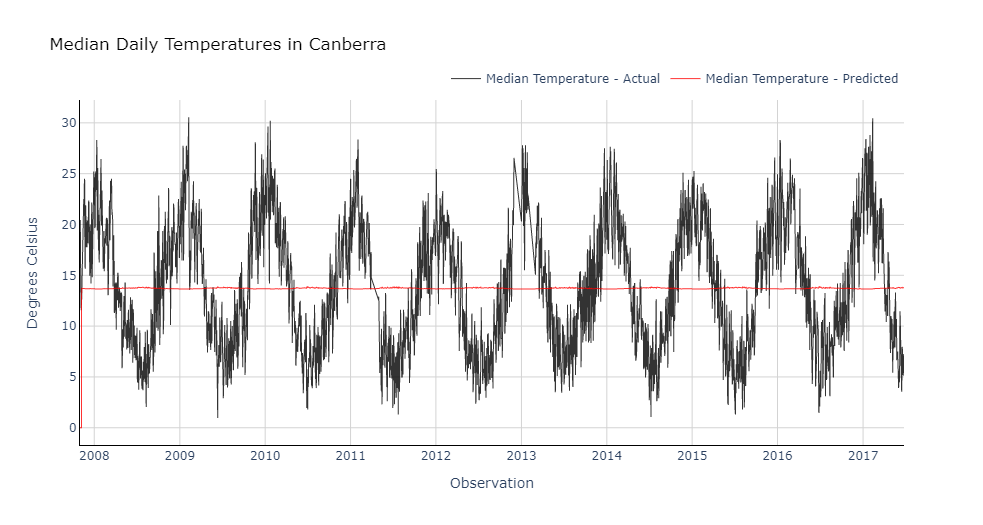 Median Daily Temperatures in Canberra
Median Temperature - Actual
Median Temperature - Predicted
30
25
20
15
10
5
0
Degrees Celsius
2008 2009 2010 2011 2012 2013 2014 2015 2016 2017
Observation